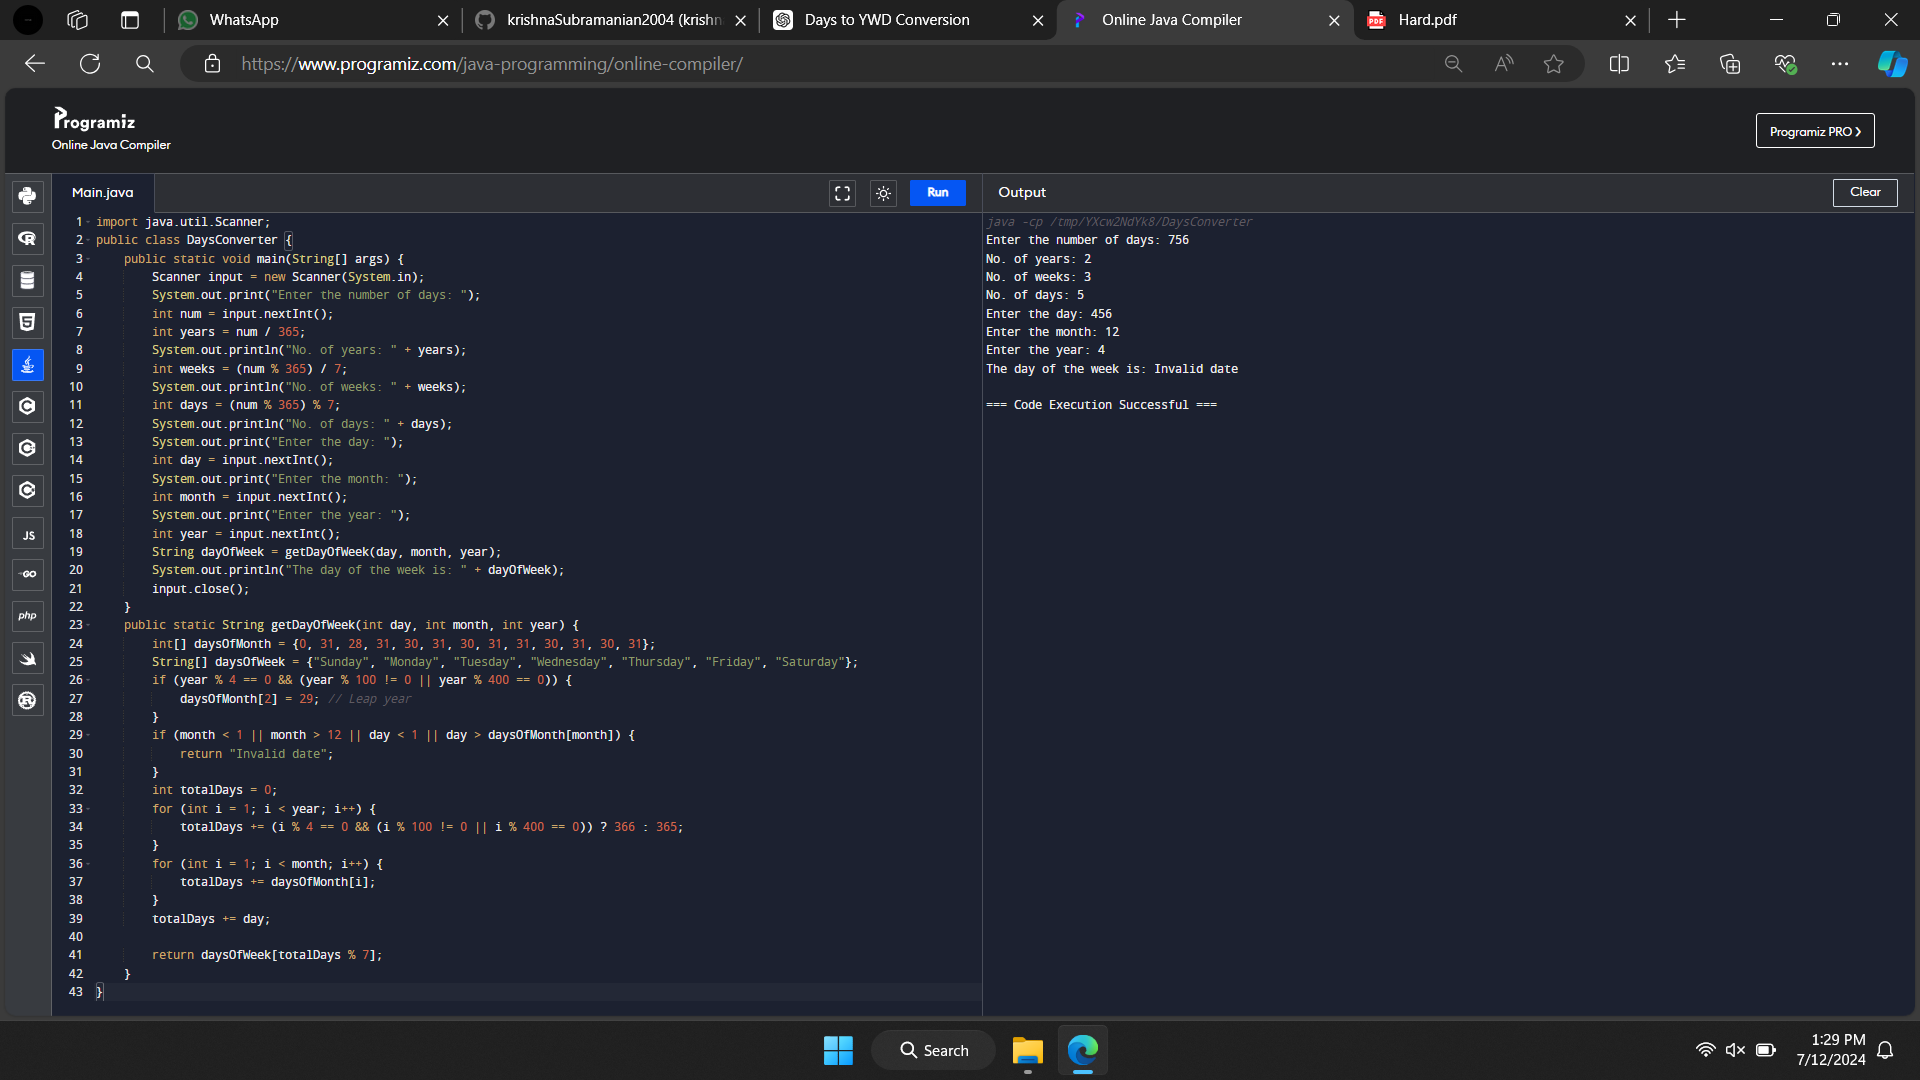 WhatsApp
krishnaSubramanian2004 (krishn
Days to YWD Conversion
Online Java Compiler
Hard.pdf
https://www.programiz.com/java-programming/online-compiler/
Programiz
Online Java Compiler
Programiz PRO
Main.java
Run
Output
Clear
1 import java.util.Scanner;
2 public class DaysConverter {
3 public static void main(String[] args) {
4 Scanner input = new Scanner(System.in);
5 System.out.print("Enter the number of days: ");
6 int num = input.nextInt();
7 int years = num / 365;
8 System.out.println("No. of years: " + years);
9 int weeks = (num % 365) / 7;
10 System.out.println("No. of weeks: " + weeks);
11 int days = (num % 365) % 7;
12 System.out.println("No. of days: " + days);
13 System.out.print("Enter the day: ");
14 int day = input.nextInt();
15 System.out.print("Enter the month: ");
16 int month = input.nextInt();
17 System.out.print("Enter the year: ");
18 int year = input.nextInt();
19 String dayOfWeek = getDayOfWeek(day, month, year);
20 System.out.println("The day of the week is: " + dayOfWeek);
21 input.close();
22 }
23 public static String getDayOfWeek(int day, int month, int year) {
24 int[] daysOfMonth = {0, 31, 28, 31, 30, 31, 30, 31, 31, 30, 31, 30, 31};
25 String[] daysOfWeek = {"Sunday", "Monday", "Tuesday", "Wednesday", "Thursday", "Friday", "Saturday"};
26 if (year % 4 == 0 && (year % 100 != 0 || year % 400 == 0)) {
27 daysOfMonth[2] = 29; // Leap year
28 }
29 if (month < 1 || month > 12 || day < 1 || day > daysOfMonth[month]) {
30 return "Invalid date";
31 }
32 int totalDays = 0;
33 for (int i = 1; i < year; i++) {
34 totalDays += (i % 4 == 0 && (i % 100 != 0 || i % 400 == 0)) ? 366 : 365;
35 }
36 for (int i = 1; i < month; i++) {
37 totalDays += daysOfMonth[i];
38 }
39 totalDays += day;
40
41 return daysOfWeek[totalDays % 7];
42 }
43 }
java -cp /tmp/YXcw2NdYk8/DaysConverter
Enter the number of days: 756
No. of years: 2
No. of weeks: 3
No. of days: 5
Enter the day: 456
Enter the month: 12
Enter the year: 4
The day of the week is: Invalid date
=== Code Execution Successful ===
JS
GO
php
Search
1:29 PM
7/12/2024